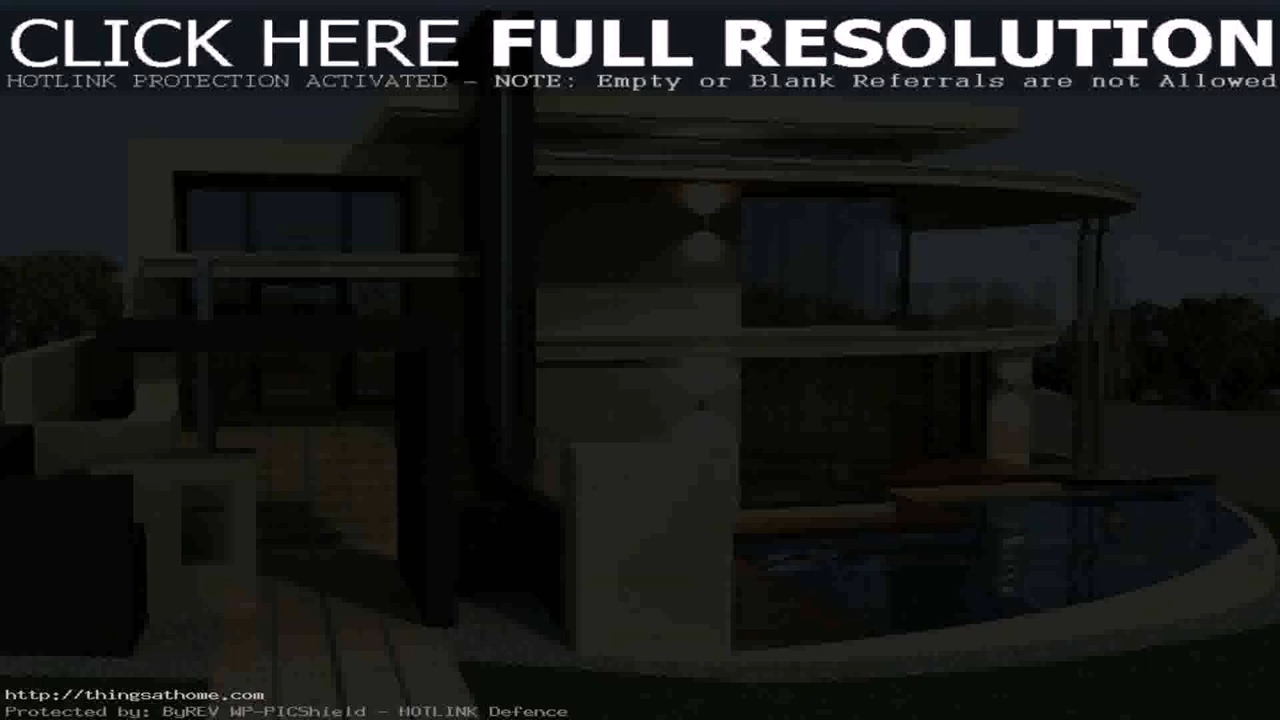 CLICK HERE FULL RESOLUTION
HOTLINK PROTECTION ACTIVATED - NOTE: Empty or Blank Referrals are not Allowed
http://thingsathome.com
Protected by: ByREV WP-PICShield - HOTLINK Defence